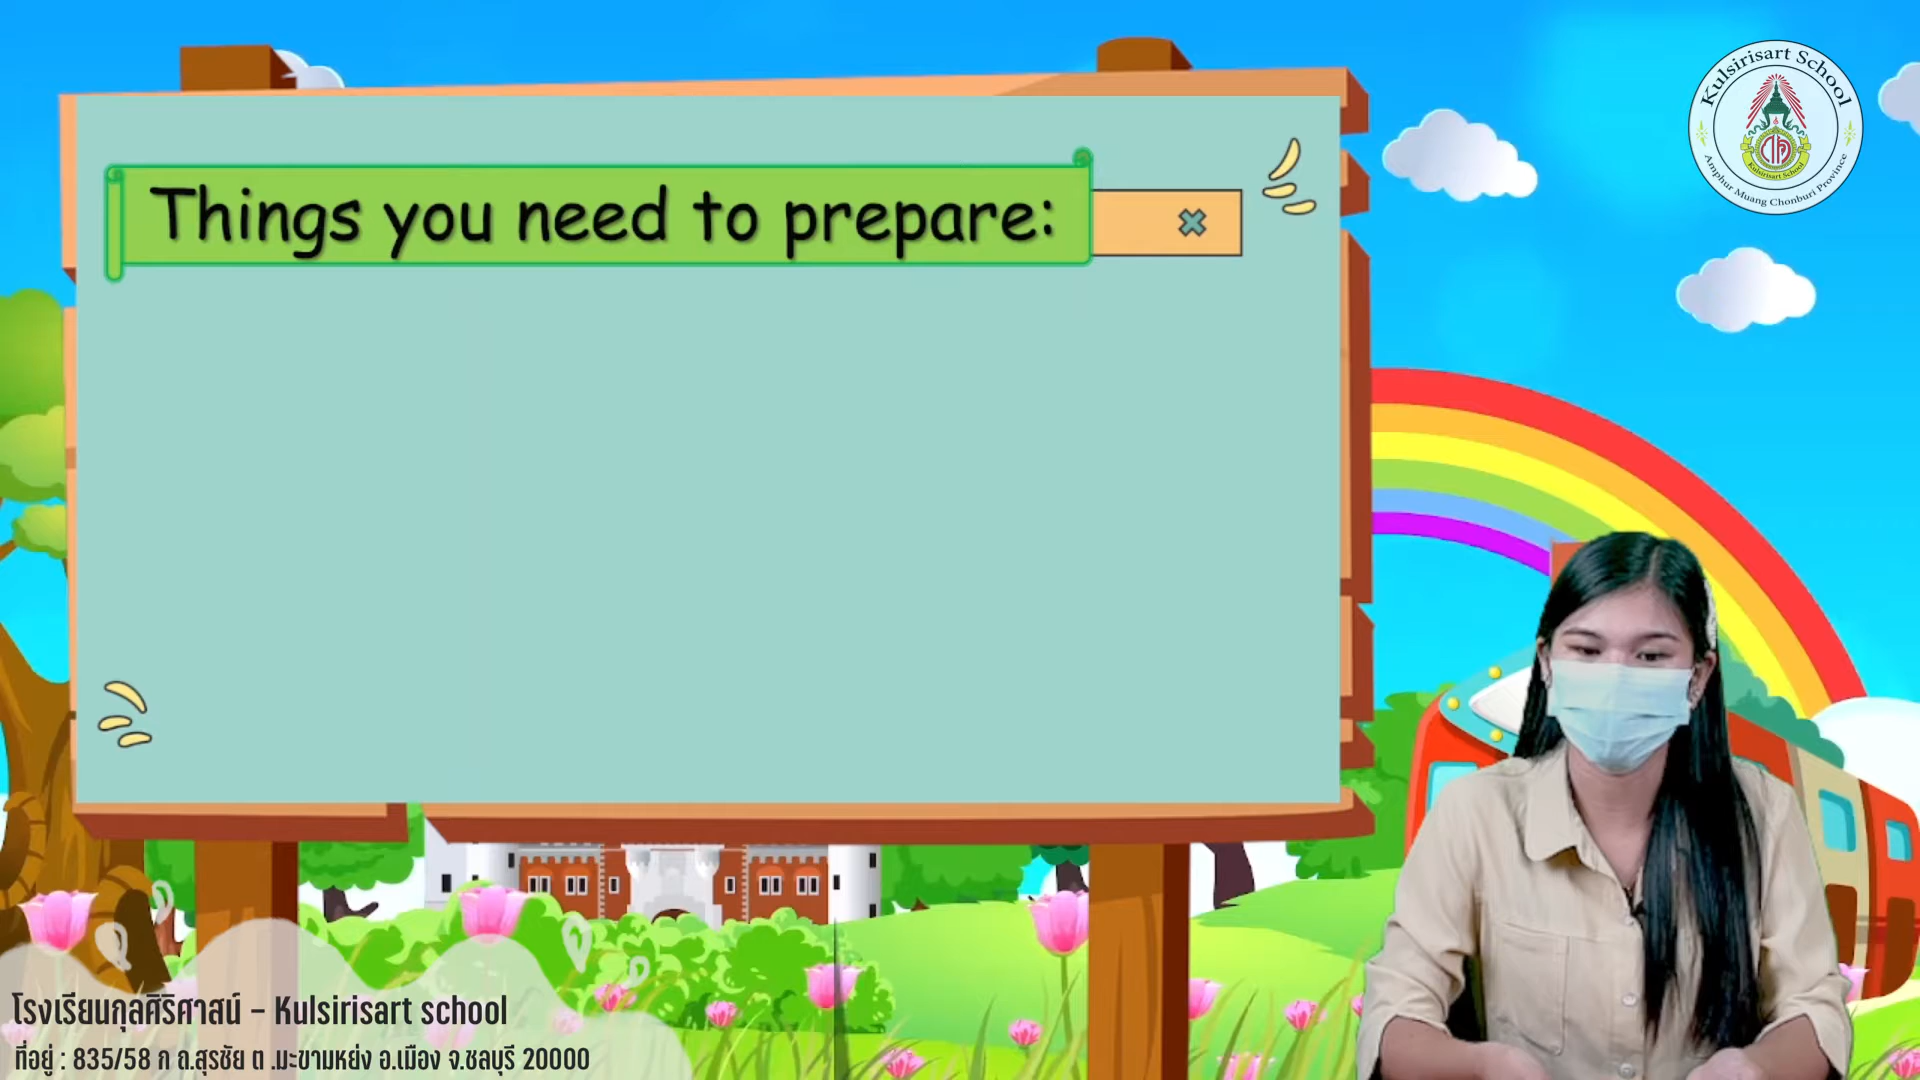 Things you need to prepare:
Kulsirisart School
Kulsirisart School
Amphur Muang Chonburi Province
โรงเรียนกุลศิริศาสน์ - Kulsirisart school
ที่อยู่ : 835/58 ก ถ.สุรชัย ต .มะขามหย่ง อ.เมือง จ.ชลบุรี 20000